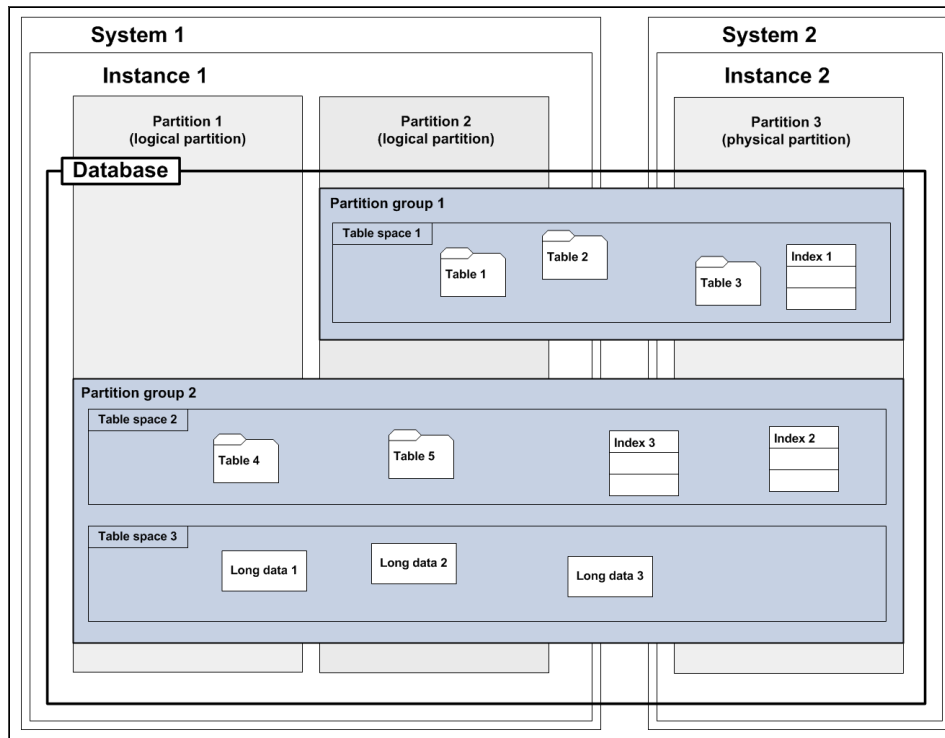 System 1
System 2
Instance 1
Instance 2
Partition 1
(logical partition)
Partition 2
(logical partition)
Partition 3
(physical partition)
Database
Partition group 1
Table space 1
Table 1
Table 2
Table 3
Index 1
Partition group 2
Table space 2
Table 4
Table 5
Index 3
Index 2
Table space 3
Long data 1
Long data 2
Long data 3